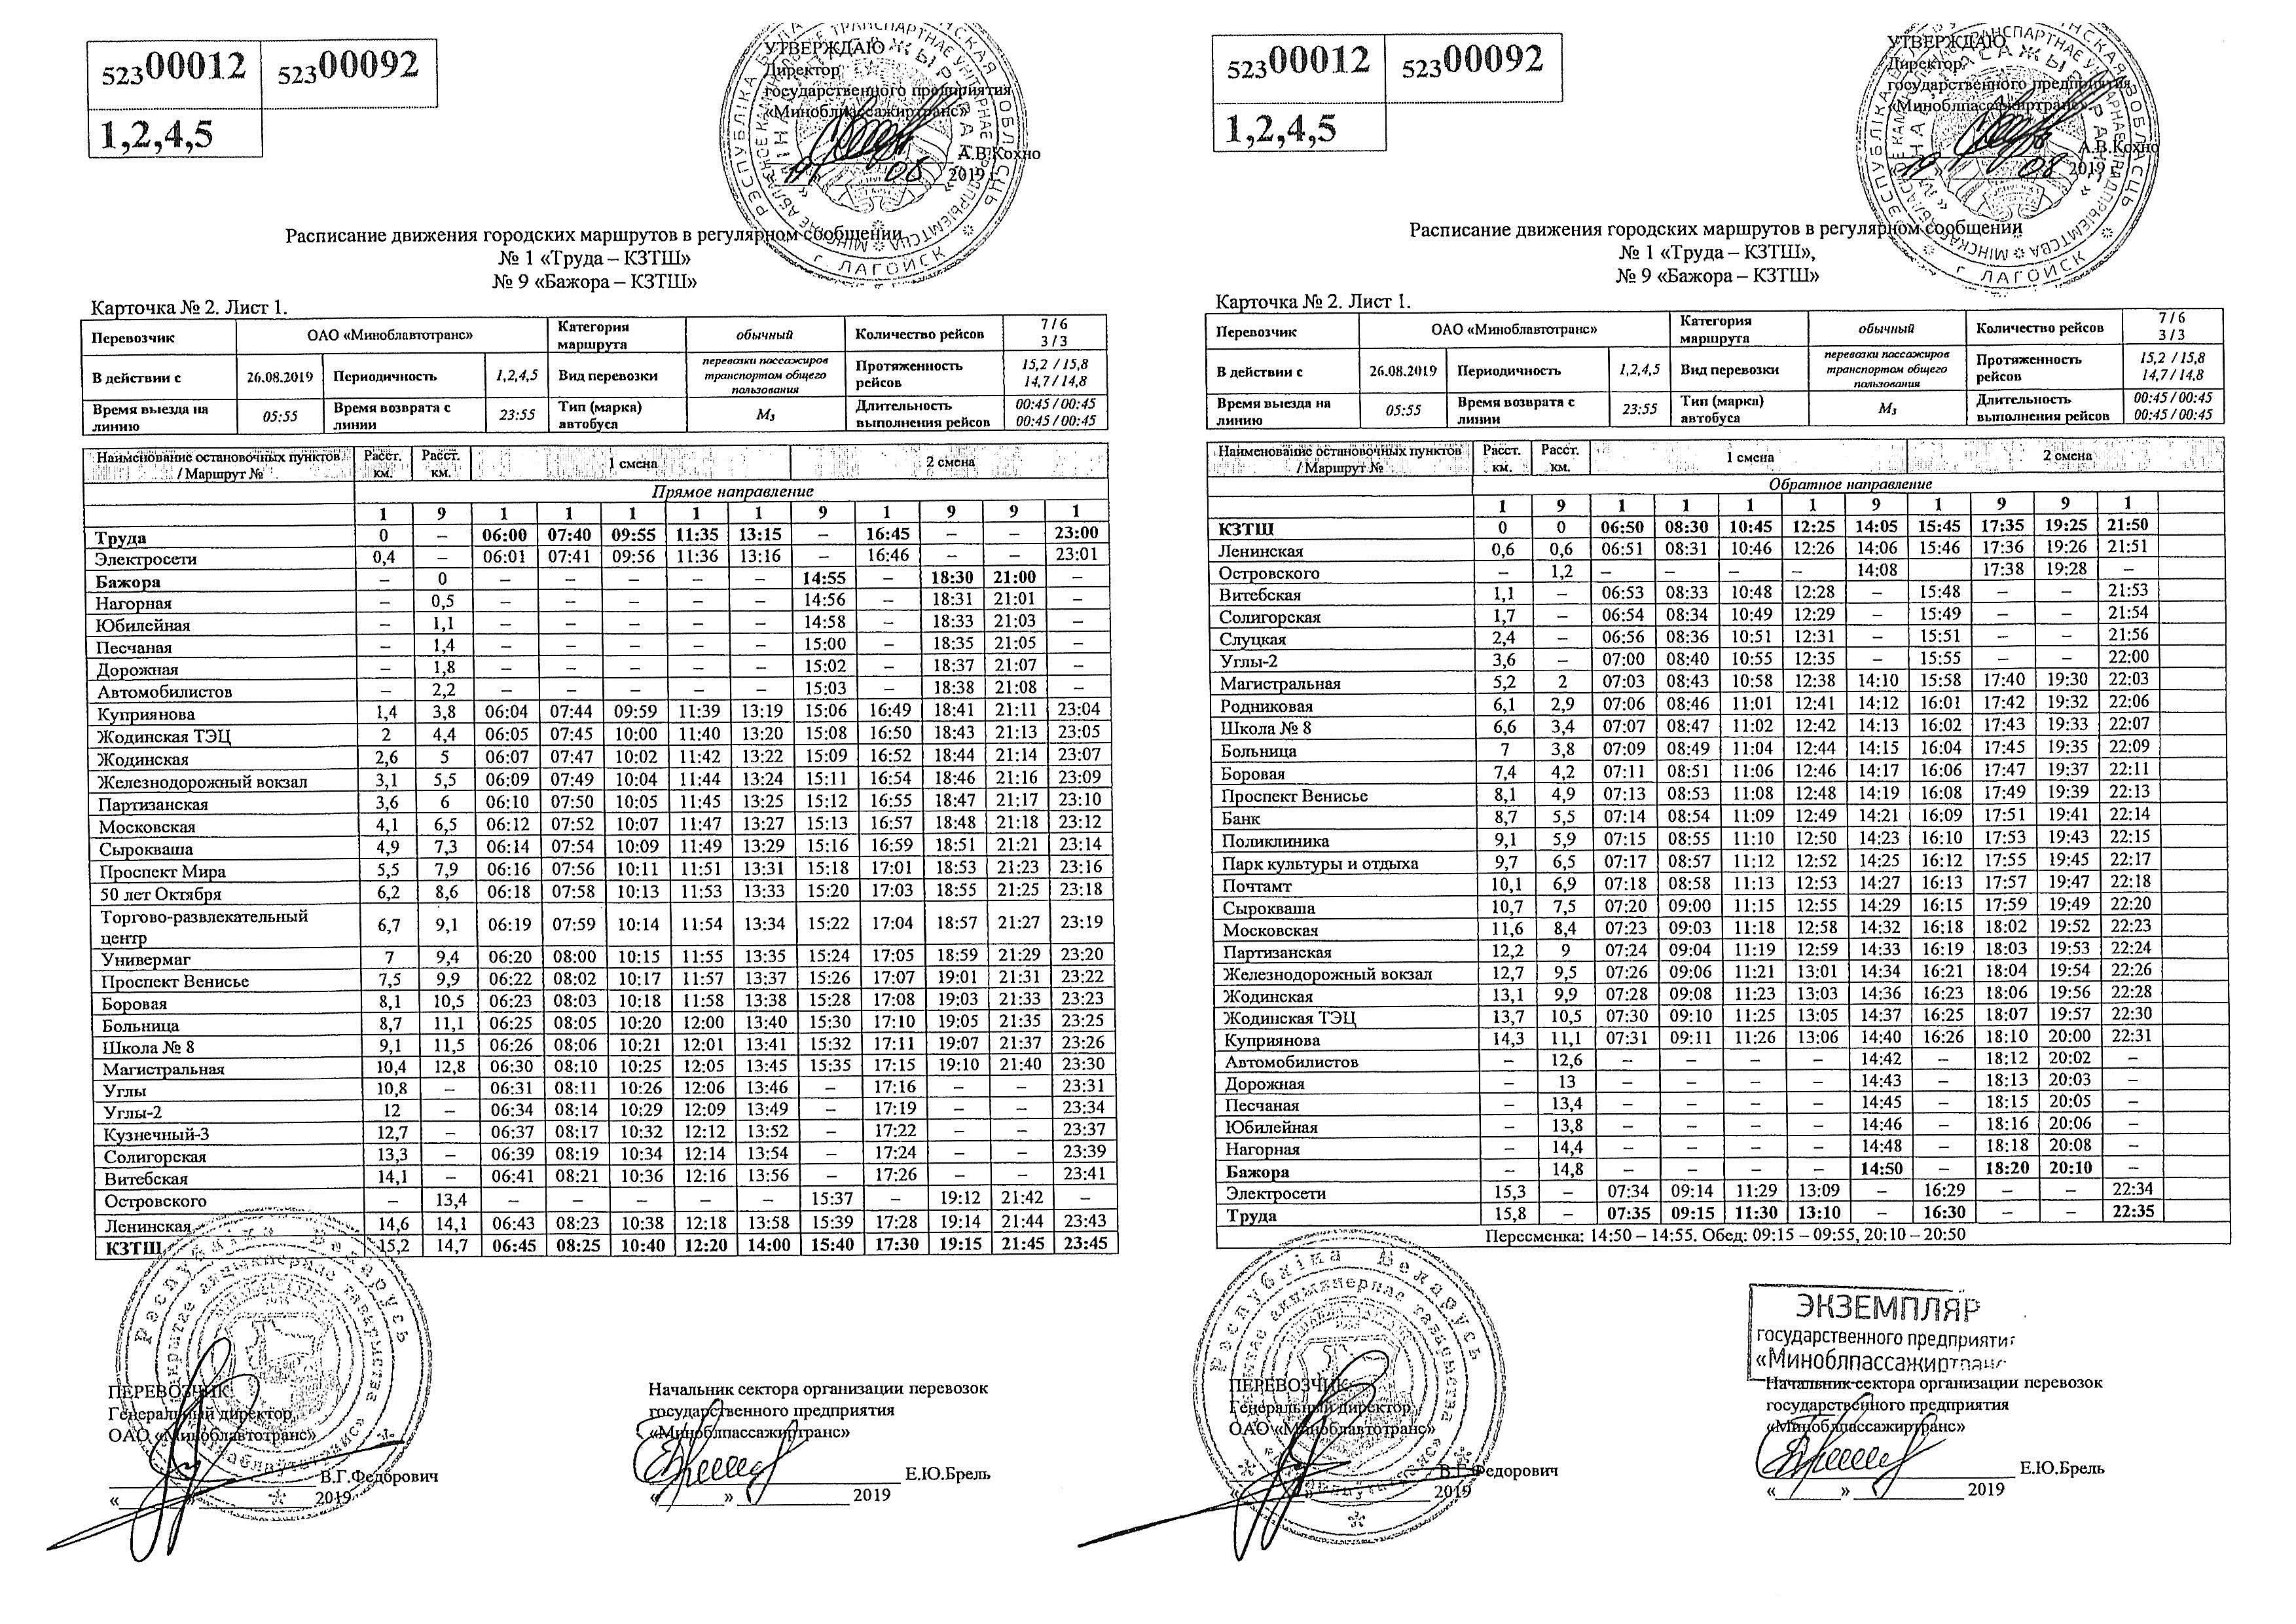 52300012 52300092
1,2,4,5
УТВЕРЖДАЮ
Директор
государственного предприятия
«Миноблпассажиртранс»
А.В.Кохно
19 08 2019 г.
Расписание движения городских маршрутов в регулярном сообщении
№ 1 «Труда – КЗТШ»
№ 9 «Бажора – КЗТШ»
Карточка № 2. Лист 1.
Перевозчик ОАО «Миноблавтотранс» Категория маршрута обычный Количество рейсов 7 / 6 3 / 3
В действии с 26.08.2019 Периодичность 1,2,4,5 Вид перевозки перевозки пассажиров транспортом общего пользования Протяженность рейсов 15,2 / 15,8 14,7 / 14,8
Время выезда на линию 05:55 Время возврата с линии 23:55 Тип (марка) автобуса М3 Длительность выполнения рейсов 00:45 / 00:45 00:45 / 00:45
Наименование остановочных пунктов / Маршрут № Расст. км. Расст. км. 1 смена 2 смена
Прямое направление
1 9 1 1 1 1 1 9 1 9 9 1
Труда 0 – 06:00 07:40 09:55 11:35 13:15 – 16:45 – – 23:00
Электросети 0,4 – 06:01 07:41 09:56 11:36 13:16 – 16:46 – – 23:01
Бажора – 0 – – – – – 14:55 – 18:30 21:00 –
Нагорная – 0,5 – – – – – 14:56 – 18:31 21:01 –
Юбилейная – 1,1 – – – – – 14:58 – 18:33 21:03 –
Песчаная – 1,4 – – – – – 15:00 – 18:35 21:05 –
Дорожная – 1,8 – – – – – 15:02 – 18:37 21:07 –
Автомобилистов – 2,2 – – – – – 15:03 – 18:38 21:08 –
Куприянова 1,4 3,8 06:04 07:44 09:59 11:39 13:19 15:06 16:49 18:41 21:11 23:04
Жодинская ТЭЦ 2 4,4 06:05 07:45 10:00 11:40 13:20 15:08 16:50 18:43 21:13 23:05
Жодинская 2,6 5 06:07 07:47 10:02 11:42 13:22 15:09 16:52 18:44 21:14 23:07
Железнодорожный вокзал 3,1 5,5 06:09 07:49 10:04 11:44 13:24 15:11 16:54 18:46 21:16 23:09
Партизанская 3,6 6 06:10 07:50 10:05 11:45 13:25 15:12 16:55 18:47 21:17 23:10
Московская 4,1 6,5 06:12 07:52 10:07 11:47 13:27 15:13 16:57 18:48 21:18 23:12
Сырокваша 4,9 7,3 06:14 07:54 10:09 11:49 13:29 15:16 16:59 18:51 21:21 23:14
Проспект Мира 5,5 7,9 06:16 07:56 10:11 11:51 13:31 15:18 17:01 18:53 21:23 23:16
50 лет Октября 6,2 8,6 06:18 07:58 10:13 11:53 13:33 15:20 17:03 18:55 21:25 23:18
Торгово-развлекательный
центр 6,7 9,1 06:19 07:59 10:14 11:54 13:34 15:22 17:04 18:57 21:27 23:19
Универмаг 7 9,4 06:20 08:00 10:15 11:55 13:35 15:24 17:05 18:59 21:29 23:20
Проспект Венисье 7,5 9,9 06:22 08:02 10:17 11:57 13:37 15:26 17:07 19:01 21:31 23:22
Боровая 8,1 10,5 06:23 08:03 10:18 11:58 13:38 15:28 17:08 19:03 21:33 23:23
Больница 8,7 11,1 06:25 08:05 10:20 12:00 13:40 15:30 17:10 19:05 21:35 23:25
Школа № 8 9,1 11,5 06:26 08:06 10:21 12:01 13:41 15:32 17:11 19:07 21:37 23:26
Магистральная 10,4 12,8 06:30 08:10 10:25 12:05 13:45 15:35 17:15 19:10 21:40 23:30
Углы 10,8 – 06:31 08:11 10:26 12:06 13:46 – 17:16 – – 23:31
Углы-2 12 – 06:34 08:14 10:29 12:09 13:49 – 17:19 – – 23:34
Кузнечный-3 12,7 – 06:37 08:17 10:32 12:12 13:52 – 17:22 – – 23:37
Солигорская 13,3 – 06:39 08:19 10:34 12:14 13:54 – 17:24 – – 23:39
Витебская 14,1 – 06:41 08:21 10:36 12:16 13:56 – 17:26 – – 23:41
Островского – 13,4 – – – – – 15:37 – 19:12 21:42 –
Ленинская 14,6 14,1 06:43 08:23 10:38 12:18 13:58 15:39 17:28 19:14 21:44 23:43
КЗТШ 15,2 14,7 06:45 08:25 10:40 12:20 14:00 15:40 17:30 19:15 21:45 23:45
ПЕРЕВОЗЧИК
Генеральный директор
ОАО «Миноблавтотранс»
В.Г.Федорович
« » 2019
Начальник сектора организации перевозок
государственного предприятия
«Миноблпассажиртранс»
Е.Ю.Брель
« » 2019
52300012 52300092
1,2,4,5
УТВЕРЖДАЮ
Директор
государственного предприятия
«Миноблпассажиртранс»
А.В.Кохно
19 08 2019 г.
Расписание движения городских маршрутов в регулярном сообщении
№ 1 «Труда – КЗТШ»,
№ 9 «Бажора – КЗТШ»
Карточка № 2. Лист 1.
Перевозчик ОАО «Миноблавтотранс» Категория маршрута обычный Количество рейсов 7 / 6 3 / 3
В действии с 26.08.2019 Периодичность 1,2,4,5 Вид перевозки перевозки пассажиров транспортом общего пользования Протяженность рейсов 15,2 / 15,8 14,7 / 14,8
Время выезда на линию 05:55 Время возврата с линии 23:55 Тип (марка) автобуса М3 Длительность выполнения рейсов 00:45 / 00:45 00:45 / 00:45
Наименование остановочных пунктов / Маршрут № Расст. км. Расст. км. 1 смена 2 смена
Обратное направление
1 9 1 1 1 1 9 1 9 9 1
КЗТШ 0 0 06:50 08:30 10:45 12:25 14:05 15:45 17:35 19:25 21:50
Ленинская 0,6 0,6 06:51 08:31 10:46 12:26 14:06 15:46 17:36 19:26 21:51
Островского – 1,2 – – – – 14:08 17:38 19:28 –
Витебская 1,1 – 06:53 08:33 10:48 12:28 – 15:48 – – 21:53
Солигорская 1,7 – 06:54 08:34 10:49 12:29 – 15:49 – – 21:54
Слуцкая 2,4 – 06:56 08:36 10:51 12:31 – 15:51 – – 21:56
Углы-2 3,6 – 07:00 08:40 10:55 12:35 – 15:55 – – 22:00
Магистральная 5,2 2 07:03 08:43 10:58 12:38 14:10 15:58 17:40 19:30 22:03
Родниковая 6,1 2,9 07:06 08:46 11:01 12:41 14:12 16:01 17:42 19:32 22:06
Школа № 8 6,6 3,4 07:07 08:47 11:02 12:42 14:13 16:02 17:43 19:33 22:07
Больница 7 3,8 07:09 08:49 11:04 12:44 14:15 16:04 17:45 19:35 22:09
Боровая 7,4 4,2 07:11 08:51 11:06 12:46 14:17 16:06 17:47 19:37 22:11
Проспект Венисье 8,1 4,9 07:13 08:53 11:08 12:48 14:19 16:08 17:49 19:39 22:13
Банк 8,7 5,5 07:14 08:54 11:09 12:49 14:21 16:09 17:51 19:41 22:14
Поликлиника 9,1 5,9 07:15 08:55 11:10 12:50 14:23 16:10 17:53 19:43 22:15
Парк культуры и отдыха 9,7 6,5 07:17 08:57 11:12 12:52 14:25 16:12 17:55 19:45 22:17
Почтамт 10,1 6,9 07:18 08:58 11:13 12:53 14:27 16:13 17:57 19:47 22:18
Сырокваша 10,7 7,5 07:20 09:00 11:15 12:55 14:29 16:15 17:59 19:49 22:20
Московская 11,6 8,4 07:23 09:03 11:18 12:58 14:32 16:18 18:02 19:52 22:23
Партизанская 12,2 9 07:24 09:04 11:19 12:59 14:33 16:19 18:03 19:53 22:24
Железнодорожный вокзал 12,7 9,5 07:26 09:06 11:21 13:01 14:34 16:21 18:04 19:54 22:26
Жодинская 13,1 9,9 07:28 09:08 11:23 13:03 14:36 16:23 18:06 19:56 22:28
Жодинская ТЭЦ 13,7 10,5 07:30 09:10 11:25 13:05 14:37 16:25 18:07 19:57 22:30
Куприянова 14,3 11,1 07:31 09:11 11:26 13:06 14:40 16:26 18:10 20:00 22:31
Автомобилистов – 12,6 – – – – 14:42 – 18:12 20:02 –
Дорожная – 13 – – – – 14:43 – 18:13 20:03 –
Песчаная – 13,4 – – – – 14:45 – 18:15 20:05 –
Юбилейная – 13,8 – – – – 14:46 – 18:16 20:06 –
Нагорная – 14,4 – – – – 14:48 – 18:18 20:08 –
Бажора – 14,8 – – – – 14:50 – 18:20 20:10 –
Электросети 15,3 – 07:34 09:14 11:29 13:09 – 16:29 – – 22:34
Труда 15,8 – 07:35 09:15 11:30 13:10 – 16:30 – – 22:35
Пересменка: 14:50 – 14:55. Обед: 09:15 – 09:55, 20:10 – 20:50
ЭКЗЕМПЛЯР
государственного предприяти
«Миноблпассажиртранс
ПЕРЕВОЗЧИК
Генеральный директор
ОАО «Миноблавтотранс»
В.Г.Федорович
« » 2019
Начальник сектора организации перевозок
государственного предприятия
«Миноблпассажиртранс»
Е.Ю.Брель
« » 2019